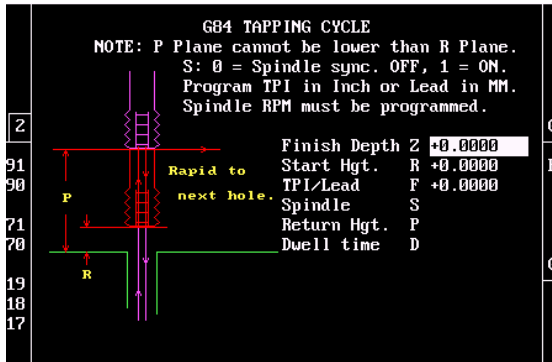 G84 TAPPING CYCLE
NOTE: P Plane cannot be lower than R Plane.
S: 0 = Spindle sync. OFF, 1 = ON.
Program TPI in Inch or Lead in MM.
Spindle RPM must be programmed.
2
Finish Depth Z +0.0000
91 Rapid to Start Hgt. R +0.0000
90 next hole. TPI/Lead F +0.0000
P Spindle S
71 Return Hgt. P
70 Dwell time D
R
19
18
17